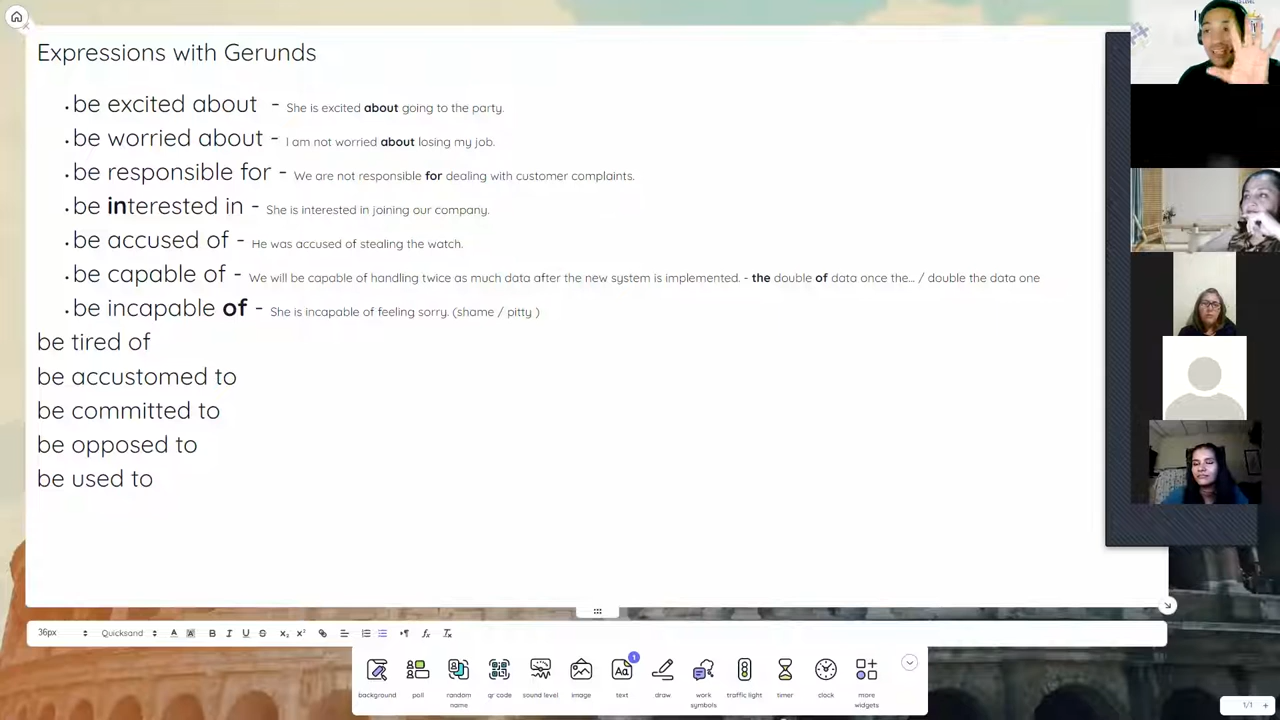 Expressions with Gerunds
be excited about - She is excited about going to the party.
be worried about - I am not worried about losing my job.
be responsible for - We are not responsible for dealing with customer complaints.
be interested in - She is interested in joining our company.
be accused of - He was accused of stealing the watch.
be capable of - We will be capable of handling twice as much data after the new system is implemented. - the double of data once the... / double the data one
be incapable of - She is incapable of feeling sorry. (shame / pitty )
be tired of
be accustomed to
be committed to
be opposed to
be used to
36px Quicksand
background poll random name qr code sound level image text draw work symbols traffic light timer clock more widgets
1
1/1